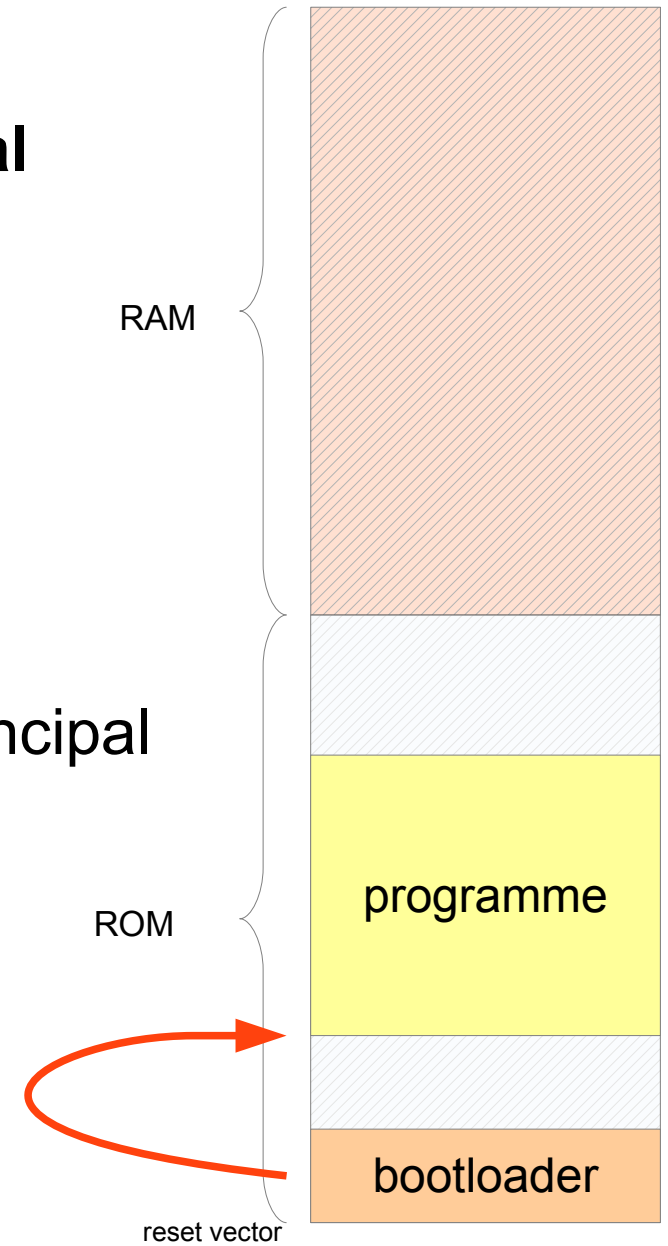 al
RAM
ncipal
programme
ROM
bootloader
reset vector